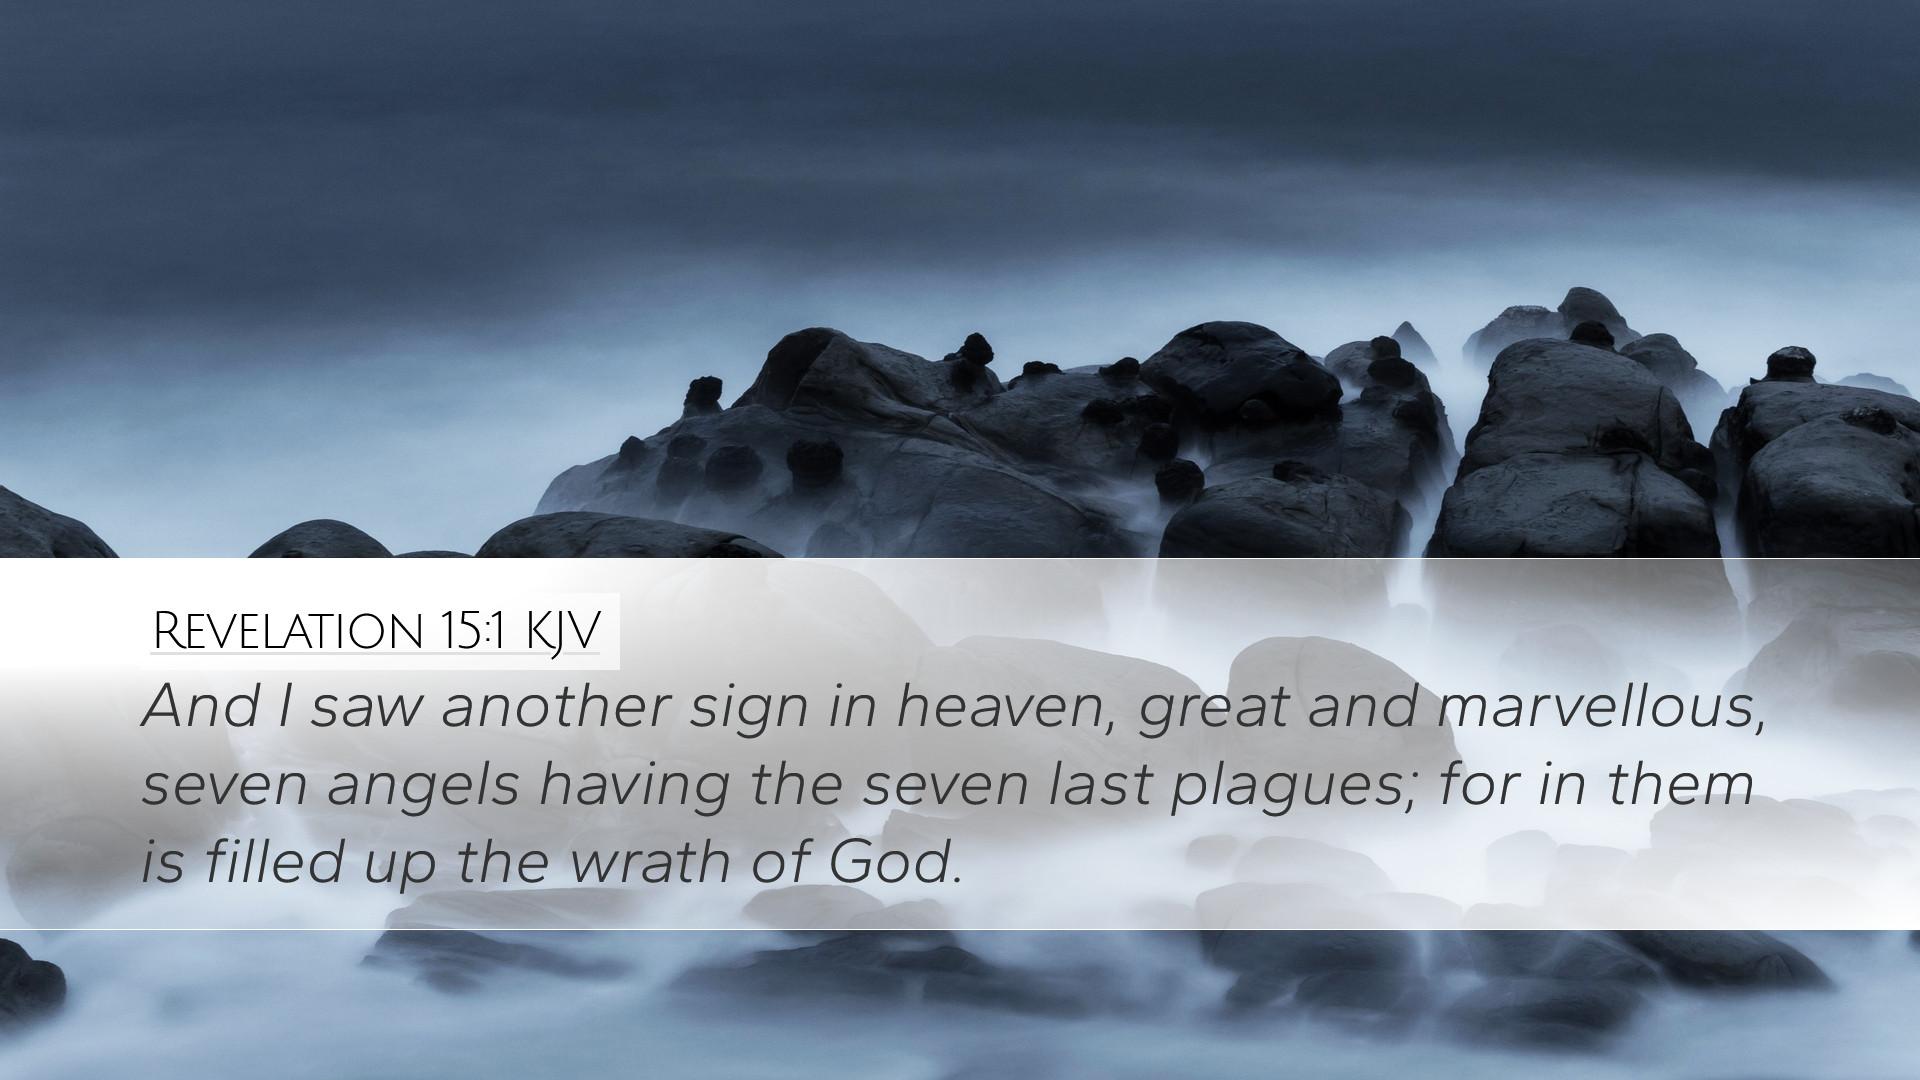 Revelation 15:1 KJV
And I saw another sign in heaven, great and marvellous,
seven angels having the seven last plagues; for in them
is filled up the wrath of God.